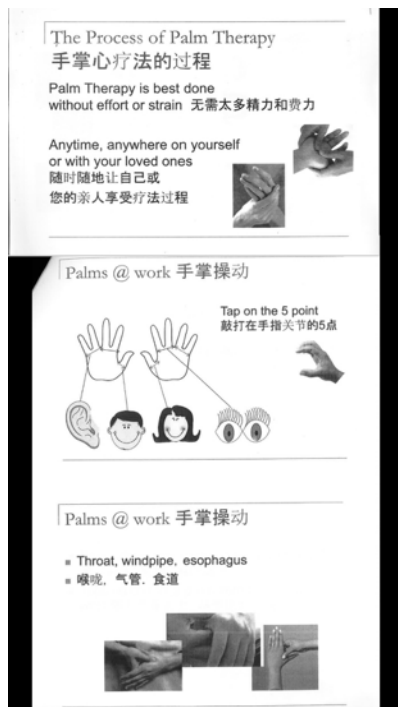 The Process of Palm Therapy
手掌心疗法的过程
Palm Therapy is best done
without effort or strain 无需太多精力和费力
Anytime, anywhere on yourself
or with your loved ones
随时随地让自己或
您的亲人享受疗法过程
Palms @ work 手掌操动
Tap on the 5 point
敲打在手指关节的5点
Palms @ work 手掌操动
Throat, windpipe, esophagus
喉咙, 气管. 食道